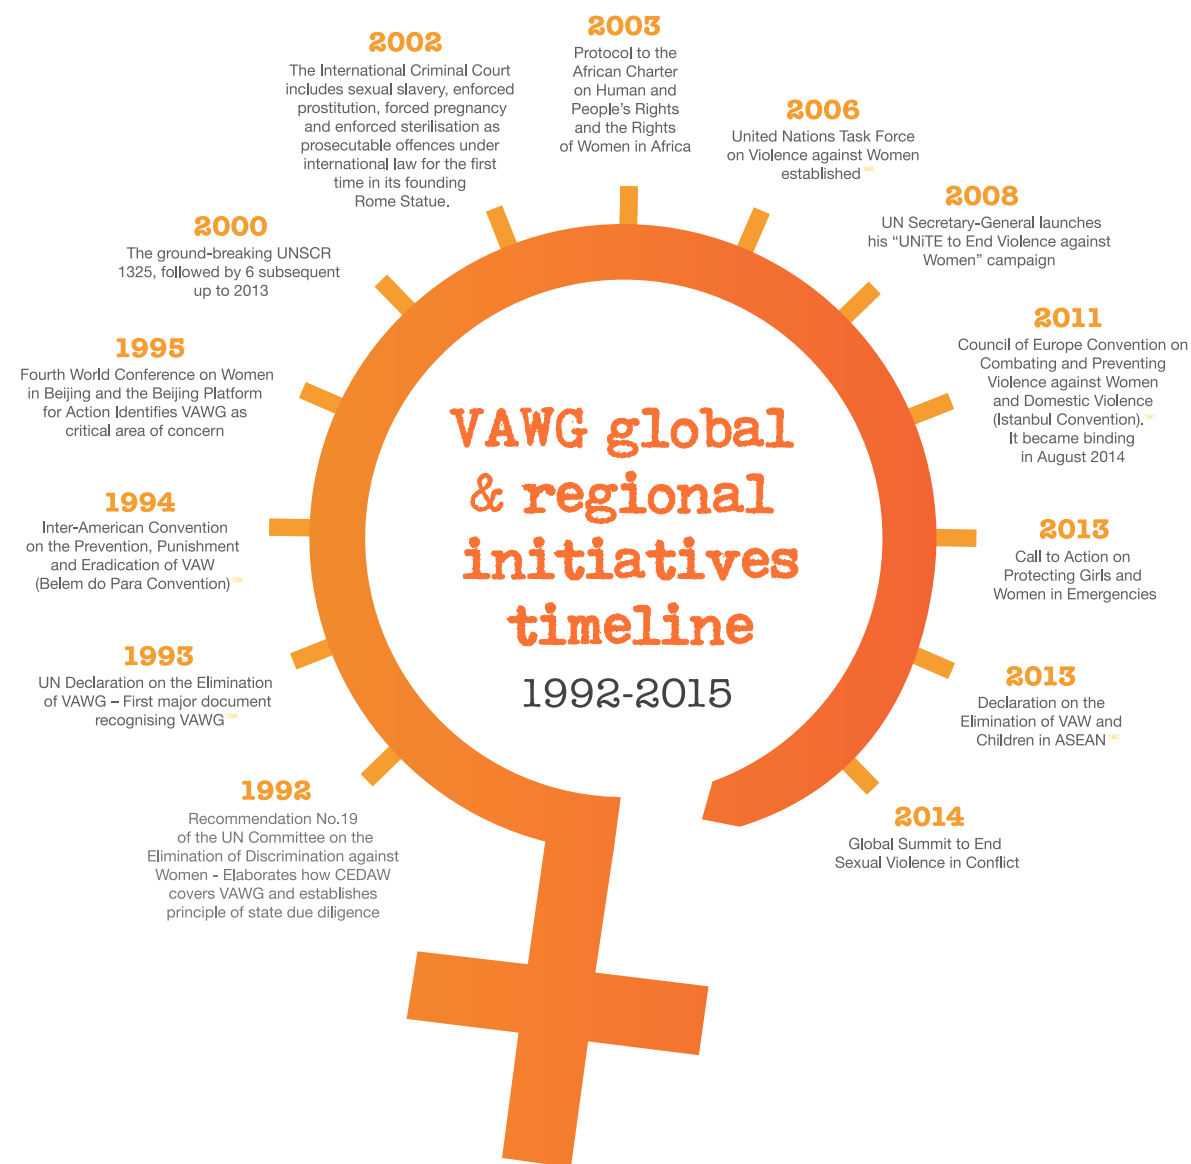 VAWG global
& regional
initiatives
timeline
1992-2015
1992
Recommendation No.19
of the UN Committee on the
Elimination of Discrimination against
Women - Elaborates how CEDAW
covers VAWG and establishes
principle of state due diligence
1993
UN Declaration on the Elimination
of VAWG – First major document
recognising VAWG 158
1994
Inter-American Convention
on the Prevention, Punishment
and Eradication of VAW
(Belem do Para Convention) 159
1995
Fourth World Conference on Women
in Beijing and the Beijing Platform
for Action Identifies VAWG as
critical area of concern
2000
The ground-breaking UNSCR
1325, followed by 6 subsequent
up to 2013
2002
The International Criminal Court
includes sexual slavery, enforced
prostitution, forced pregnancy
and enforced sterilisation as
prosecutable offences under
international law for the first
time in its founding
Rome Statue.
2003
Protocol to the
African Charter
on Human and
People's Rights
and the Rights
of Women in Africa
2006
United Nations Task Force
on Violence against Women
established 160
2008
UN Secretary-General launches
his “UNiTE to End Violence against
Women” campaign
2011
Council of Europe Convention on
Combating and Preventing
Violence against Women
and Domestic Violence
(Istanbul Convention). 161
It became binding
in August 2014
2013
Call to Action on
Protecting Girls and
Women in Emergencies
2013
Declaration on the
Elimination of VAW and
Children in ASEAN 162
2014
Global Summit to End
Sexual Violence in Conflict